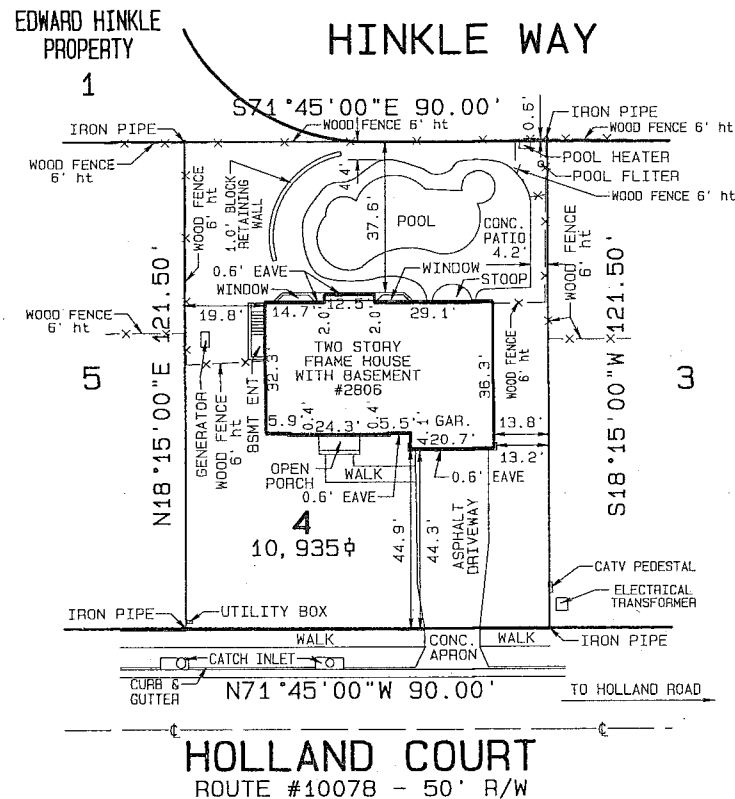 EDWARD HINKLE
PROPERTY
1
HINKLE WAY
S71°45'00"E 90.00'
0.6'
IRON PIPE
WOOD FENCE 6' ht
IRON PIPE
WOOD FENCE 6' ht
WOOD FENCE
6' ht
POOL HEATER
POOL FLITER
WOOD FENCE 6' ht
WOOD FENCE
6' ht
1.0' BLOCK
RETAINING
WALL
4.4'
37.6'
POOL
CONC.
PATIO
4.2'
WOOD FENCE
6' ht
0.6' EAVE
WINDOW
WINDOW
STOOP
19.8'
14.7'
12.5'
29.1'
2.0'
2.0'
WOOD FENCE
6' ht
N18°15'00"E 121.50'
S18°15'00"W 121.50'
5
3
TWO STORY
FRAME HOUSE
WITH BASEMENT
#2806
32.3'
36.3'
WOOD FENCE
6' ht
GENERATOR
WOOD FENCE
6' ht
BSMT ENT.
5.9'
0.4'
24.3'
0.4'
5.5'
4.1'
GAR.
20.7'
13.8'
13.2'
OPEN
PORCH
WALK
0.6' EAVE
0.6' EAVE
4
10,935
44.9'
44.3'
ASPHALT
DRIVEWAY
CATV PEDESTAL
ELECTRICAL
TRANSFORMER
IRON PIPE
UTILITY BOX
IRON PIPE
WALK
CONC.
APRON
WALK
CATCH INLET
CURB &
GUTTER
N71°45'00"W 90.00'
TO HOLLAND ROAD
HOLLAND COURT
ROUTE #10078 - 50' R/W